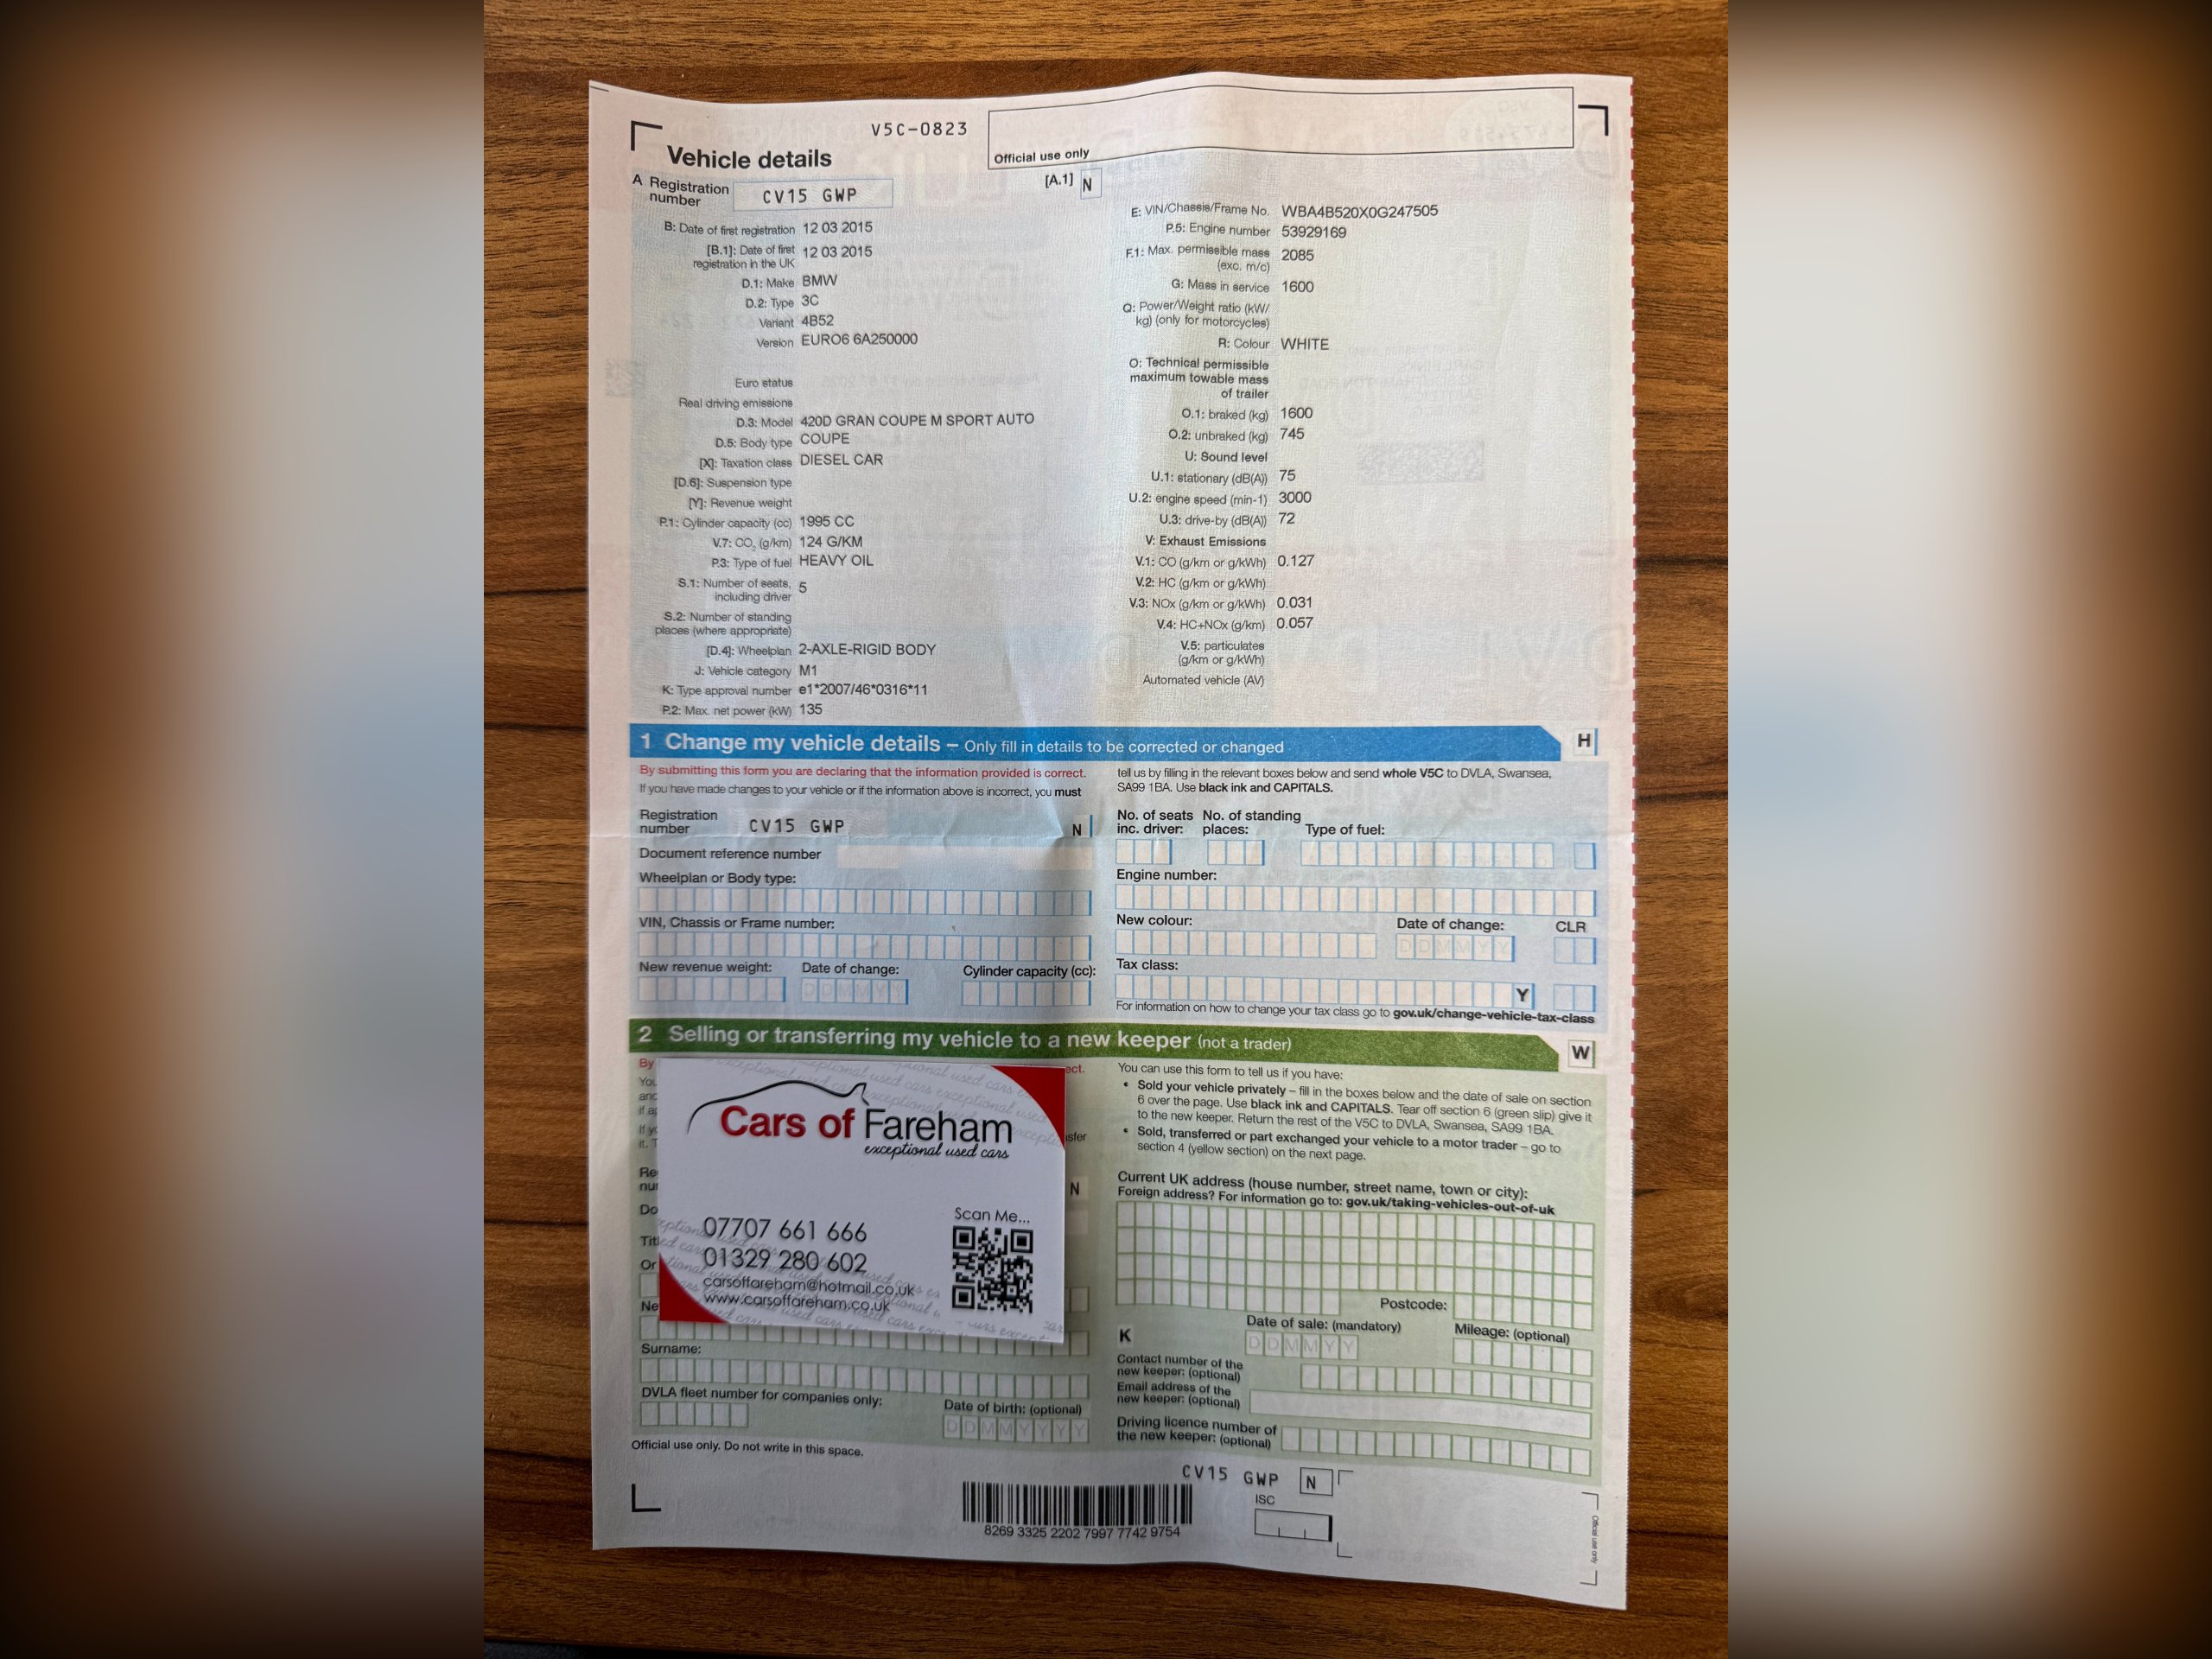 V5C-0823
Official use only
Vehicle details
A Registration number CV15 GWP
[A.1] N
B: Date of first registration 12 03 2015
[B.1]: Date of first registration in the UK 12 03 2015
D.1: Make BMW
D.2: Type 3C
Variant 4B52
Version EURO6 6A250000
Euro status
Real driving emissions
D.3: Model 420D GRAN COUPE M SPORT AUTO
D.5: Body type COUPE
[X]: Taxation class DIESEL CAR
[D.6]: Suspension type
[Y]: Revenue weight
P.1: Cylinder capacity (cc) 1995 CC
V.7: CO₂ (g/km) 124 G/KM
P.3: Type of fuel HEAVY OIL
S.1: Number of seats, including driver 5
S.2: Number of standing places (where appropriate)
[D.4]: Wheelplan 2-AXLE-RIGID BODY
J: Vehicle category M1
K: Type approval number e1*2007/46*0316*11
P.2: Max. net power (kW) 135
E: VIN/Chassis/Frame No. WBA4B520X0G247505
P.5: Engine number 53929169
F.1: Max. permissible mass (exc. m/c) 2085
G: Mass in service 1600
Q: Power/Weight ratio (kW/kg) (only for motorcycles)
R: Colour WHITE
O: Technical permissible maximum towable mass of trailer
O.1: braked (kg) 1600
O.2: unbraked (kg) 745
U: Sound level
U.1: stationary (dB(A)) 75
U.2: engine speed (min-1) 3000
U.3: drive-by (dB(A)) 72
V: Exhaust Emissions
V.1: CO (g/km or g/kWh) 0.127
V.2: HC (g/km or g/kWh)
V.3: NOx (g/km or g/kWh) 0.031
V.4: HC+NOx (g/km) 0.057
V.5: particulates (g/km or g/kWh)
Automated vehicle (AV)
1 Change my vehicle details – Only fill in details to be corrected or changed
H
By submitting this form you are declaring that the information provided is correct.
If you have made changes to your vehicle or if the information above is incorrect, you must
tell us by filling in the relevant boxes below and send whole V5C to DVLA, Swansea,
SA99 1BA. Use black ink and CAPITALS.
Registration number CV15 GWP N
Document reference number
Wheelplan or Body type:
VIN, Chassis or Frame number:
New revenue weight: Date of change: Cylinder capacity (cc):
DDMMYY
No. of seats inc. driver: No. of standing places: Type of fuel:
Engine number:
New colour: Date of change: CLR
DDMMYY
Tax class:
Y
For information on how to change your tax class go to gov.uk/change-vehicle-tax-class
2 Selling or transferring my vehicle to a new keeper (not a trader)
W
By
N
Cars of Fareham
exceptional used cars
07707 661 666
01329 280 602
carsoffareham@hotmail.co.uk
www.carsoffareham.co.uk
Scan Me...
Surname:
DVLA fleet number for companies only:
Date of birth: (optional)
DDMMYYYY
Official use only. Do not write in this space.
You can use this form to tell us if you have:
• Sold your vehicle privately – fill in the boxes below and the date of sale on section
6 over the page. Use black ink and CAPITALS. Tear off section 6 (green slip) give it
to the new keeper. Return the rest of the V5C to DVLA, Swansea, SA99 1BA.
• Sold, transferred or part exchanged your vehicle to a motor trader – go to
section 4 (yellow section) on the next page.
Current UK address (house number, street name, town or city):
Foreign address? For information go to: gov.uk/taking-vehicles-out-of-uk
Postcode:
K
Date of sale: (mandatory)
DDMMYY
Mileage: (optional)
Contact number of the new keeper: (optional)
Email address of the new keeper: (optional)
Driving licence number of the new keeper: (optional)
CV15 GWP N
ISC
8269 3325 2202 7997 7742 9754
Official use only